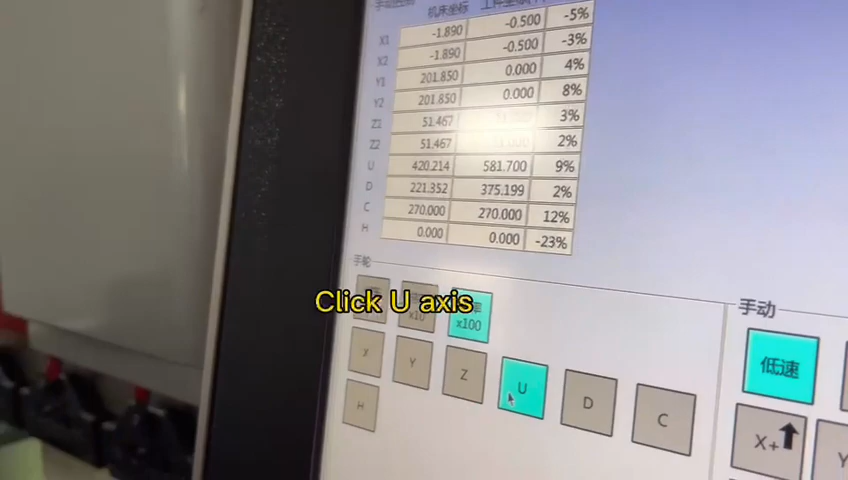 机床坐标
X1 -1.890 -0.500 -5%
X2 -1.890 -0.500 -3%
Y1 201.850 0.000 4%
Y2 201.850 0.000 8%
Z1 51.467 3%
Z2 51.467 2%
U 420.214 581.700 9%
D 221.352 375.199 2%
C 270.000 270.000 12%
H 0.000 0.000 -23%
手轮
手动
Click U axis
x10 x100
低速
X Y Z U D C
H
X+ Y